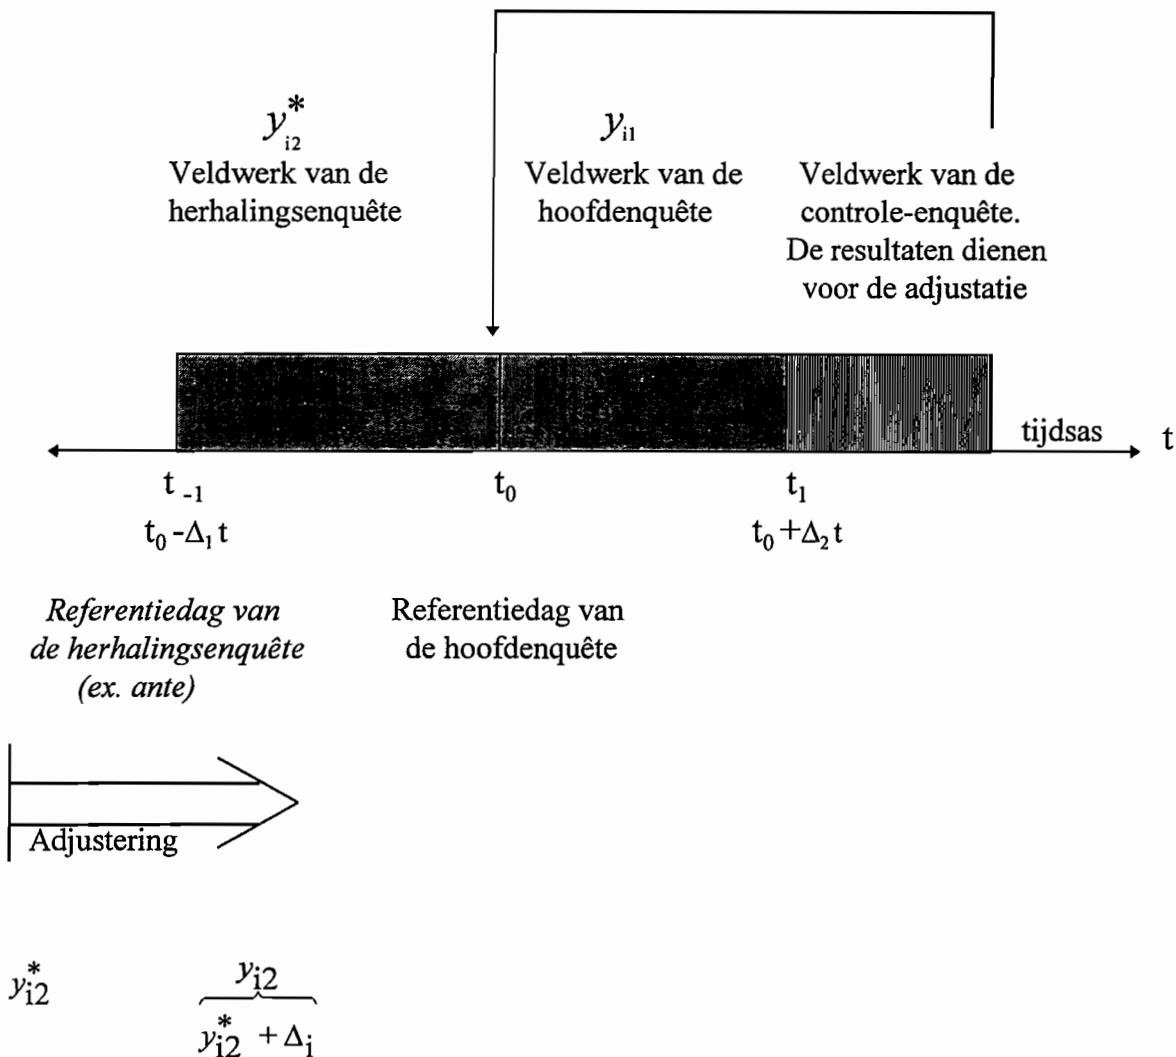 y*i2
Veldwerk van de
herhalingsenquête
yi1
Veldwerk van de
hoofdenquête
Veldwerk van de
controle-enquête.
De resultaten dienen
voor de adjustatie
tijdsas
t
t-1
t0
t1
t0-Δ1t
t0+Δ2t
Referentiedag van
de herhalingsenquête
(ex. ante)
Referentiedag van
de hoofdenquête
Adjustering
y*i2
yi2
y*i2 + Δi